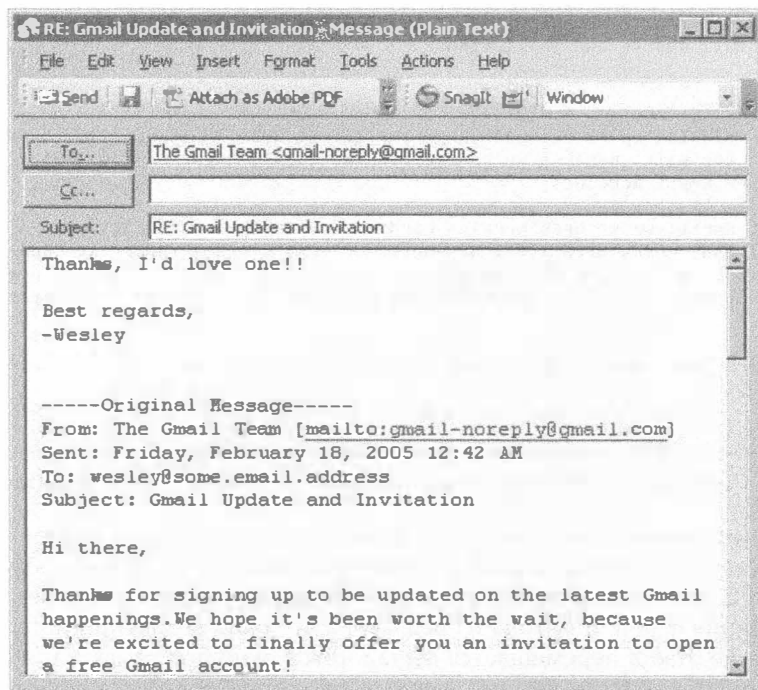 RE: Gmail Update and Invitation - Message (Plain Text)
File Edit View Insert Format Tools Actions Help
Send Attach as Adobe PDF SnagIt Window
To... The Gmail Team <gmail-noreply@gmail.com>
Cc...
Subject: RE: Gmail Update and Invitation
Thanks, I'd love one!!
Best regards,
-Wesley
-----Original Message-----
From: The Gmail Team [mailto:gmail-noreply@gmail.com]
Sent: Friday, February 18, 2005 12:42 AM
To: wesley@some.email.address
Subject: Gmail Update and Invitation
Hi there,
Thanks for signing up to be updated on the latest Gmail
happenings.We hope it's been worth the wait, because
we're excited to finally offer you an invitation to open
a free Gmail account!